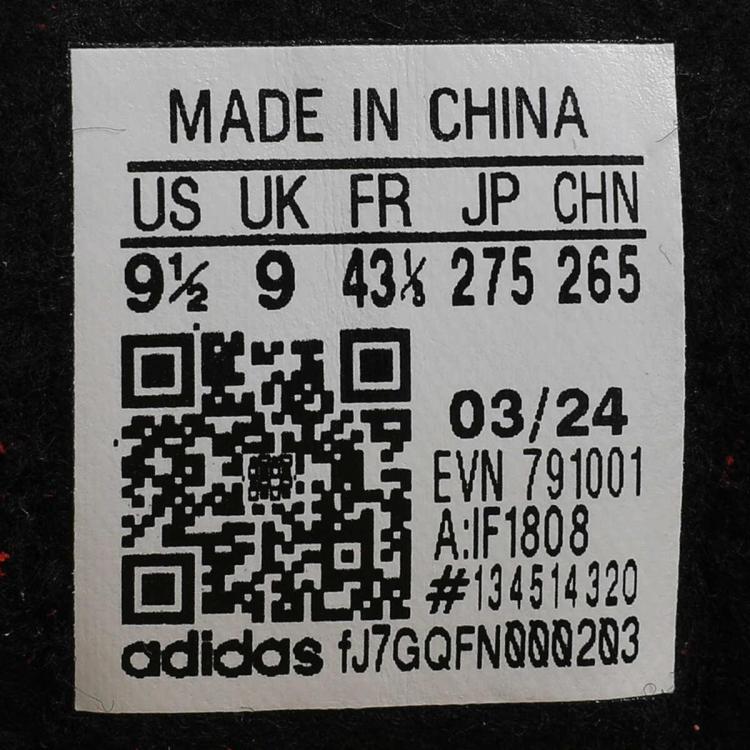 MADE IN CHINA
US UK FR JP CHN
9½ 9 43⅓ 275 265
03/24
EVN 791001
A:IF1808
#134514320
adidas fJ7GQFN000203